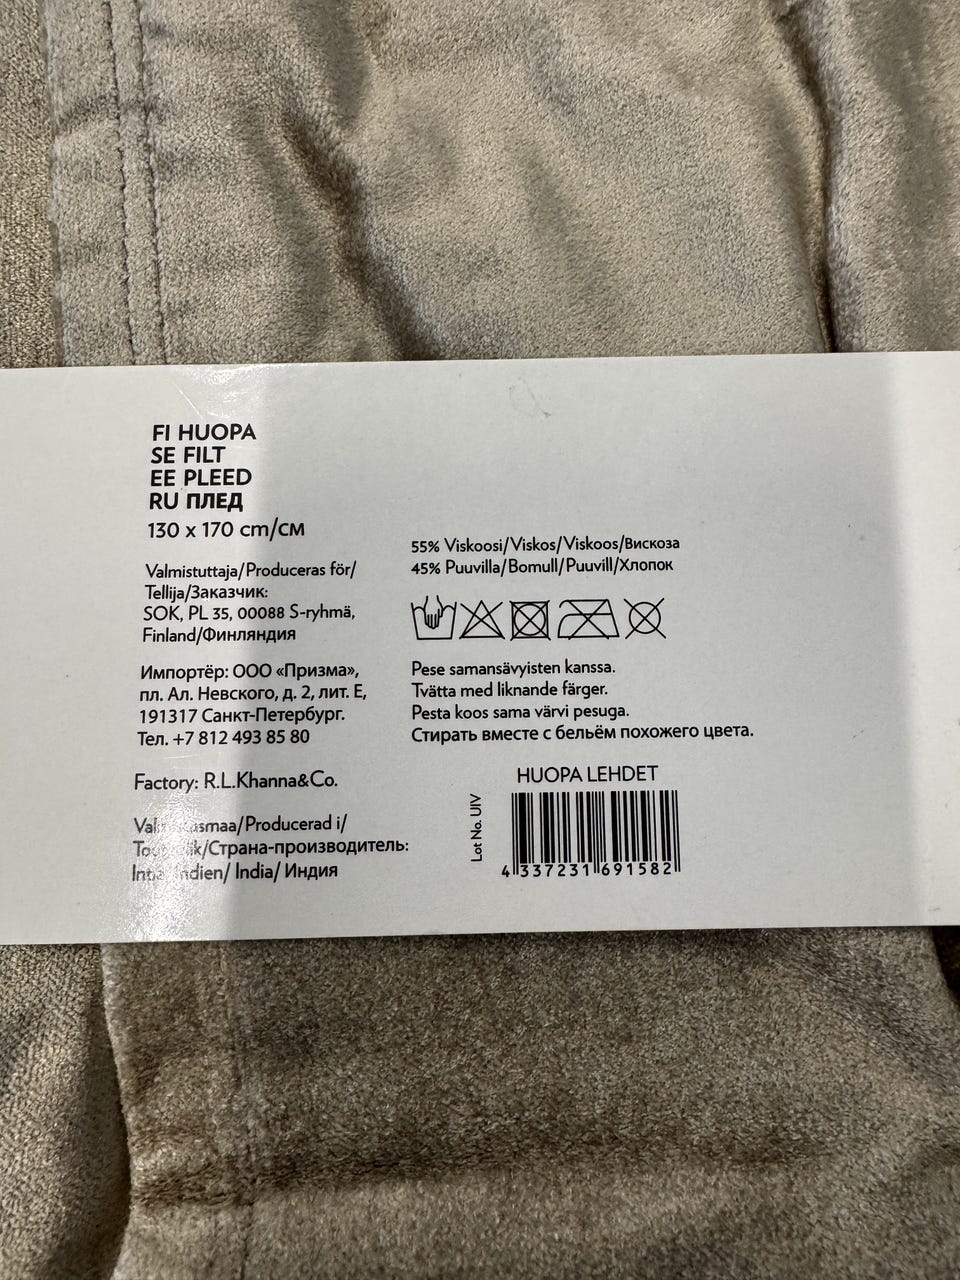 FI HUOPA
SE FILT
EE PLEED
RU ПЛЕД
130 x 170 cm/см
Valmistuttaja/Produceras för/
Tellija/Заказчик:
SOK, PL 35, 00088 S-ryhmä,
Finland/Финляндия
Импортёр: ООО «Призма»,
пл. Ал. Невского, д. 2, лит. Е,
191317 Санкт-Петербург.
Тел. +7 812 493 85 80
Factory: R.L.Khanna&Co.
/Producerad i/
/Страна-производитель:
India/ Индия
55% Viskoosi/Viskos/Viskoos/Вискоза
45% Puuvilla/Bomull/Puuvill/Хлопок
Pese samansävyisten kanssa.
Tvätta med liknande färger.
Pesta koos sama värvi pesuga.
Стирать вместе с бельём похожего цвета.
HUOPA LEHDET
Lot No. UIV
4 337231 691582